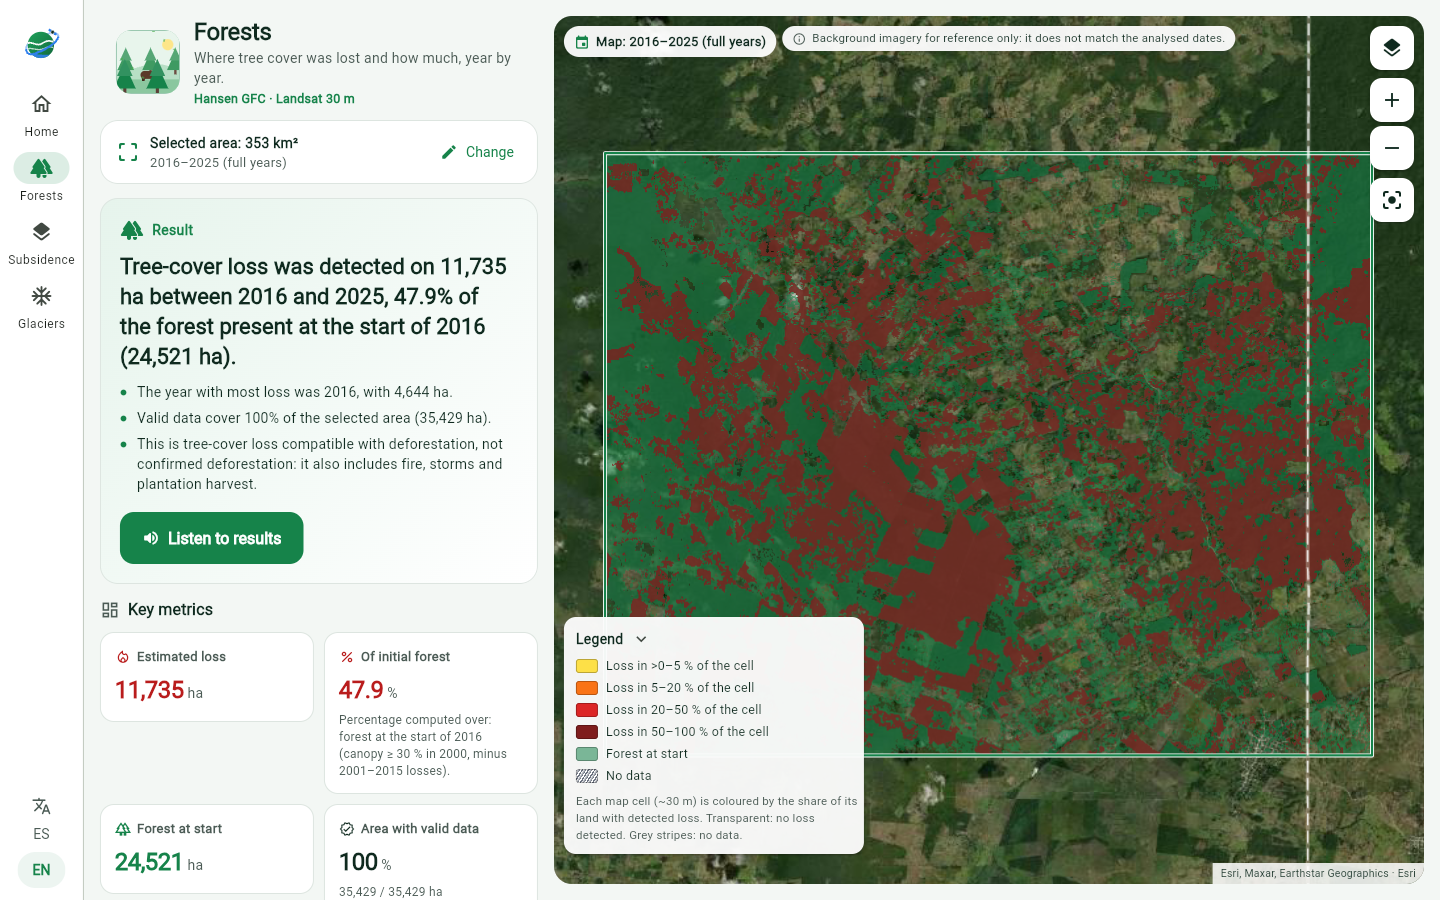 Home
Forests
Subsidence
Glaciers
ES
EN
Forests
Where tree cover was lost and how much, year by
year.
Hansen GFC · Landsat 30 m
Selected area: 353 km²
2016–2025 (full years)
Change
Result
Tree-cover loss was detected on 11,735
ha between 2016 and 2025, 47.9% of
the forest present at the start of 2016
(24,521 ha).
The year with most loss was 2016, with 4,644 ha.
Valid data cover 100% of the selected area (35,429 ha).
This is tree-cover loss compatible with deforestation, not
confirmed deforestation: it also includes fire, storms and
plantation harvest.
Listen to results
Key metrics
Estimated loss
11,735 ha
Of initial forest
47.9 %
Percentage computed over:
forest at the start of 2016
(canopy ≥ 30 % in 2000, minus
2001–2015 losses).
Forest at start
24,521 ha
Area with valid data
100 %
35,429 / 35,429 ha
Map: 2016–2025 (full years)
Background imagery for reference only: it does not match the analysed dates.
Legend
Loss in >0–5 % of the cell
Loss in 5–20 % of the cell
Loss in 20–50 % of the cell
Loss in 50–100 % of the cell
Forest at start
No data
Each map cell (~30 m) is coloured by the share of its
land with detected loss. Transparent: no loss
detected. Grey stripes: no data.
Esri, Maxar, Earthstar Geographics · Esri